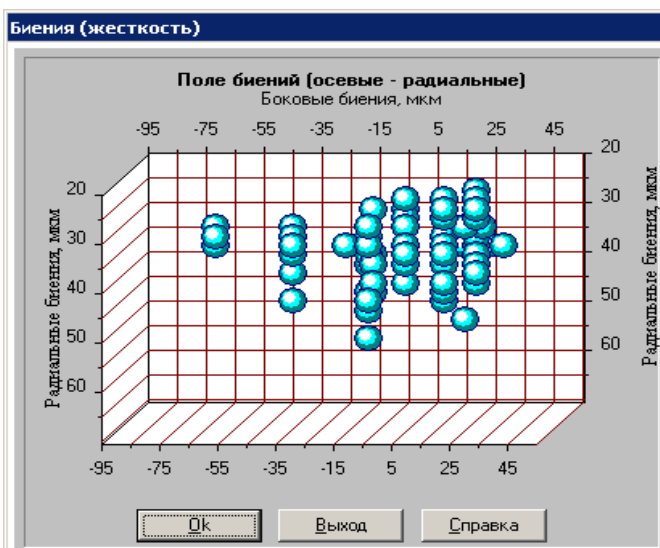 Биения (жесткость)
Поле биений (осевые - радиальные)
Боковые биения, мкм
-95 -75 -55 -35 -15 5 25 45
20
30
40
50
60
Радиальные биения, мкм
20
30
40
50
60
Радиальные биения, мкм
-95 -75 -55 -35 -15 5 25 45
Ok Выход Справка